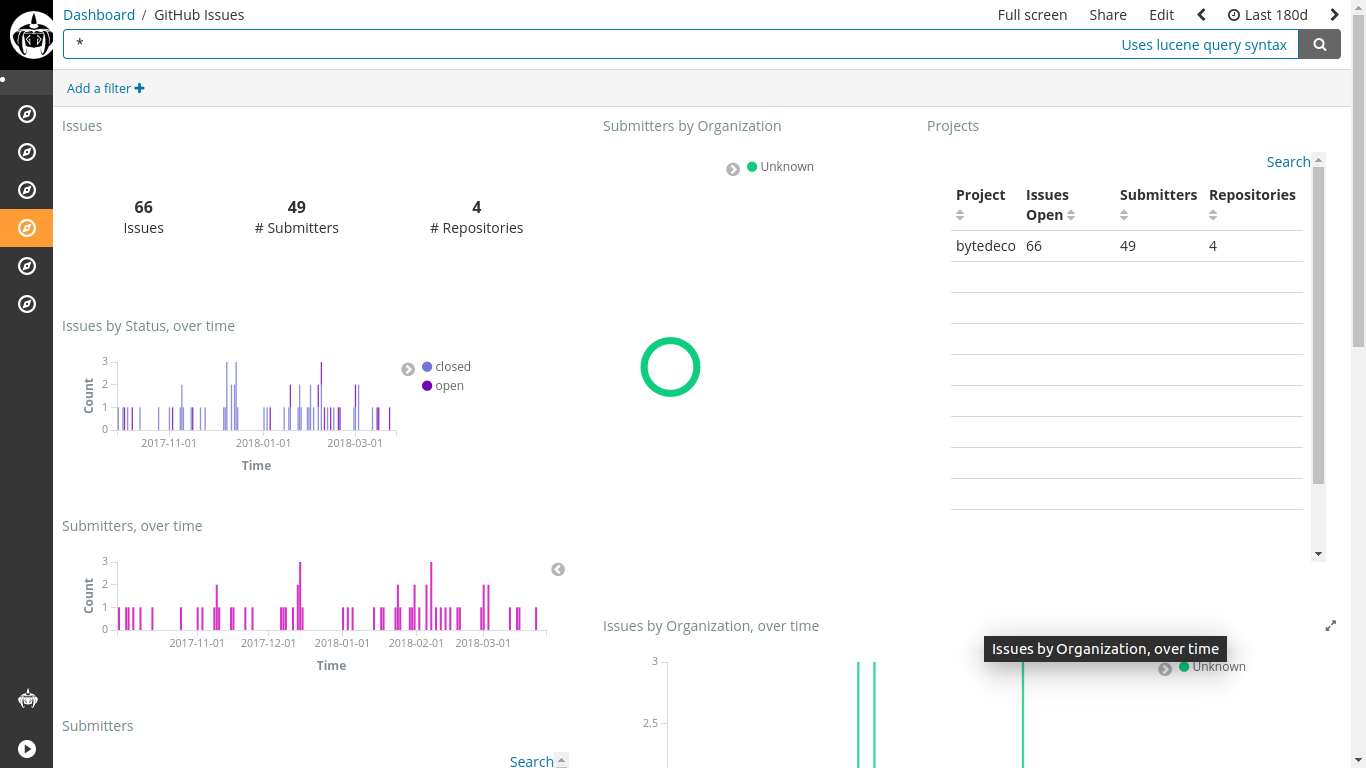 Dashboard / GitHub Issues
Full screen Share Edit Last 180d
* Uses lucene query syntax
Add a filter
Issues
66 49 4
Issues # Submitters # Repositories
Submitters by Organization
Unknown
Projects
Search
Project Issues Open Submitters Repositories
bytedeco 66 49 4
Issues by Status, over time
3
2
1
0
Count
2017-11-01 2018-01-01 2018-03-01
Time
closed
open
Submitters, over time
3
2
1
0
Count
2017-11-01 2017-12-01 2018-01-01 2018-02-01 2018-03-01
Time
Issues by Organization, over time
Issues by Organization, over time
Unknown
3
2.5
Submitters
Search